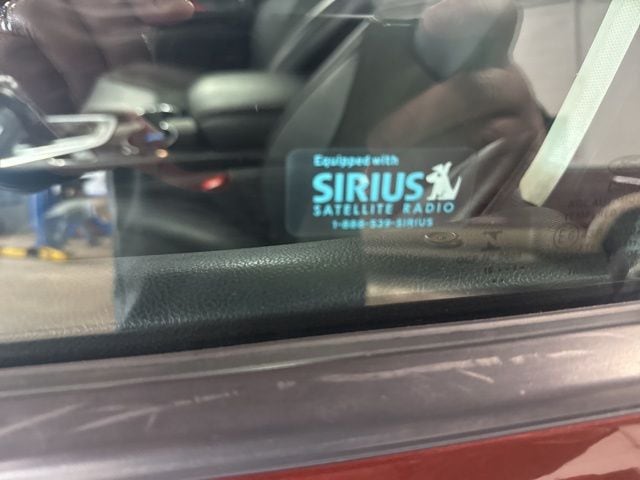 Equipped with
SIRIUS
SATELLITE RADIO
1-888-539-SIRIUS